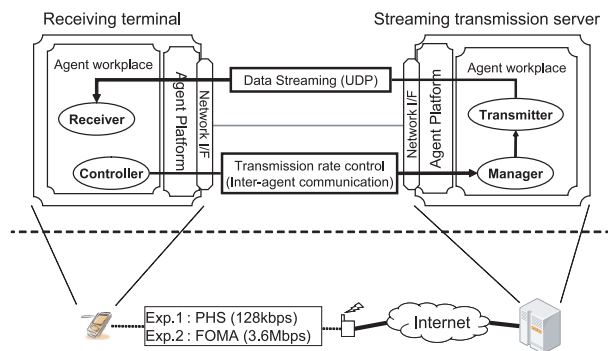 Receiving terminal
Streaming transmission server
Agent workplace
Agent Platform
Network I/F
Data Streaming (UDP)
Network I/F
Agent Platform
Agent workplace
Receiver
Transmitter
Controller
Transmission rate control
(Inter-agent communication)
Manager
Exp.1 : PHS (128kbps)
Exp.2 : FOMA (3.6Mbps)
Internet